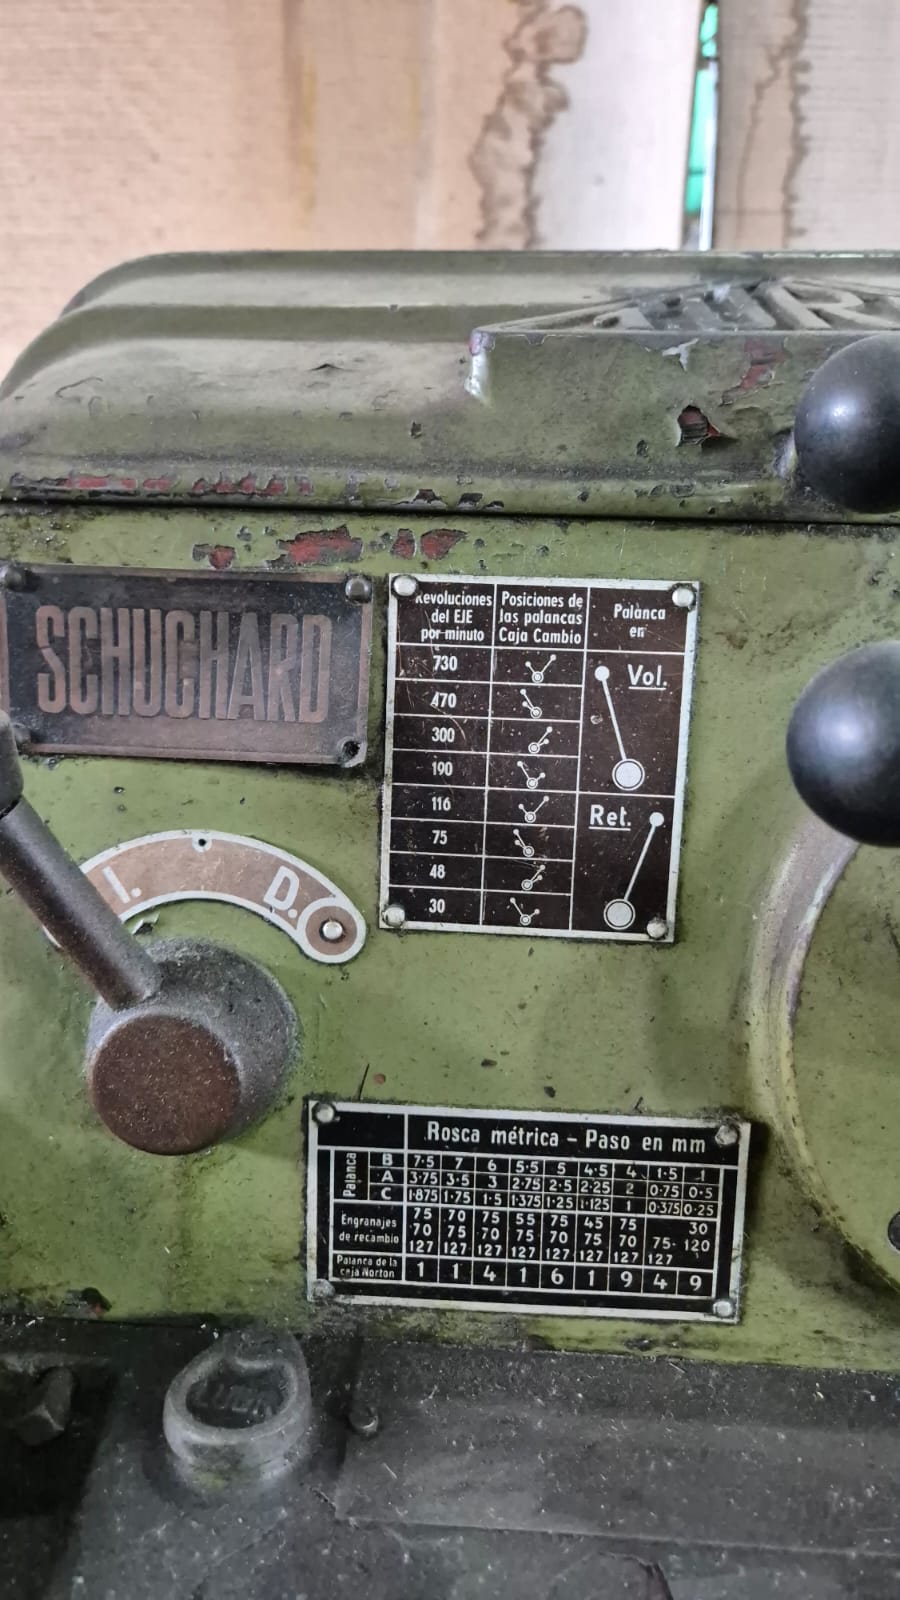 SCHUCHARD
Revoluciones del EJE por minuto
Posiciones de las palancas Caja Cambio
Palanca en
730
470
300
190
116
75
48
30
Vol.
Ret.
I. D.
Rosca métrica - Paso en mm
Palanca
B 7·5 7 6 5·5 5 4·5 4 1·5 1
A 3·75 3·5 3 2·75 2·5 2·25 2 0·75 0·5
C 1·875 1·75 1·5 1·375 1·25 1·125 1 0·375 0·25
Engranajes de recambio
75 70 75 55 75 45 75 30
70 75 70 75 70 75 70 75· 120
127 127 127 127 127 127 127 127
Palanca de la caja Norton 1 1 4 1 6 1 9 4 9